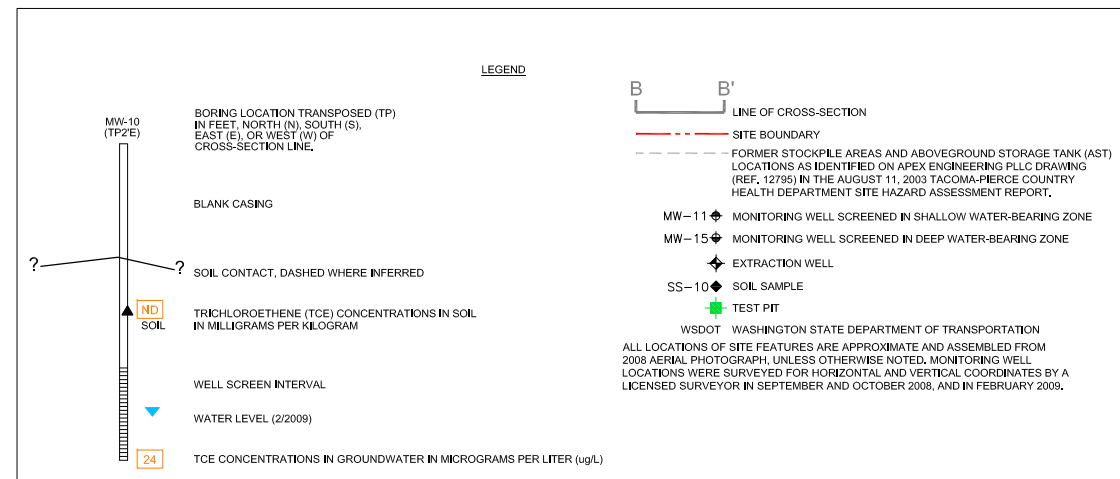 LEGEND
MW-10
(TP2'E)
BORING LOCATION TRANSPOSED (TP)
IN FEET, NORTH (N), SOUTH (S),
EAST (E), OR WEST (W) OF
CROSS-SECTION LINE.
BLANK CASING
? ?
SOIL CONTACT, DASHED WHERE INFERRED
ND
SOIL
TRICHLOROETHENE (TCE) CONCENTRATIONS IN SOIL
IN MILLIGRAMS PER KILOGRAM
WELL SCREEN INTERVAL
WATER LEVEL (2/2009)
24 TCE CONCENTRATIONS IN GROUNDWATER IN MICROGRAMS PER LITER (ug/L)
B B'
LINE OF CROSS-SECTION
SITE BOUNDARY
FORMER STOCKPILE AREAS AND ABOVEGROUND STORAGE TANK (AST)
LOCATIONS AS IDENTIFIED ON APEX ENGINEERING PLLC DRAWING
(REF. 12795) IN THE AUGUST 11, 2003 TACOMA-PIERCE COUNTRY
HEALTH DEPARTMENT SITE HAZARD ASSESSMENT REPORT.
MW-11 MONITORING WELL SCREENED IN SHALLOW WATER-BEARING ZONE
MW-15 MONITORING WELL SCREENED IN DEEP WATER-BEARING ZONE
EXTRACTION WELL
SS-10 SOIL SAMPLE
TEST PIT
WSDOT WASHINGTON STATE DEPARTMENT OF TRANSPORTATION
ALL LOCATIONS OF SITE FEATURES ARE APPROXIMATE AND ASSEMBLED FROM
2008 AERIAL PHOTOGRAPH, UNLESS OTHERWISE NOTED. MONITORING WELL
LOCATIONS WERE SURVEYED FOR HORIZONTAL AND VERTICAL COORDINATES BY A
LICENSED SURVEYOR IN SEPTEMBER AND OCTOBER 2008, AND IN FEBRUARY 2009.